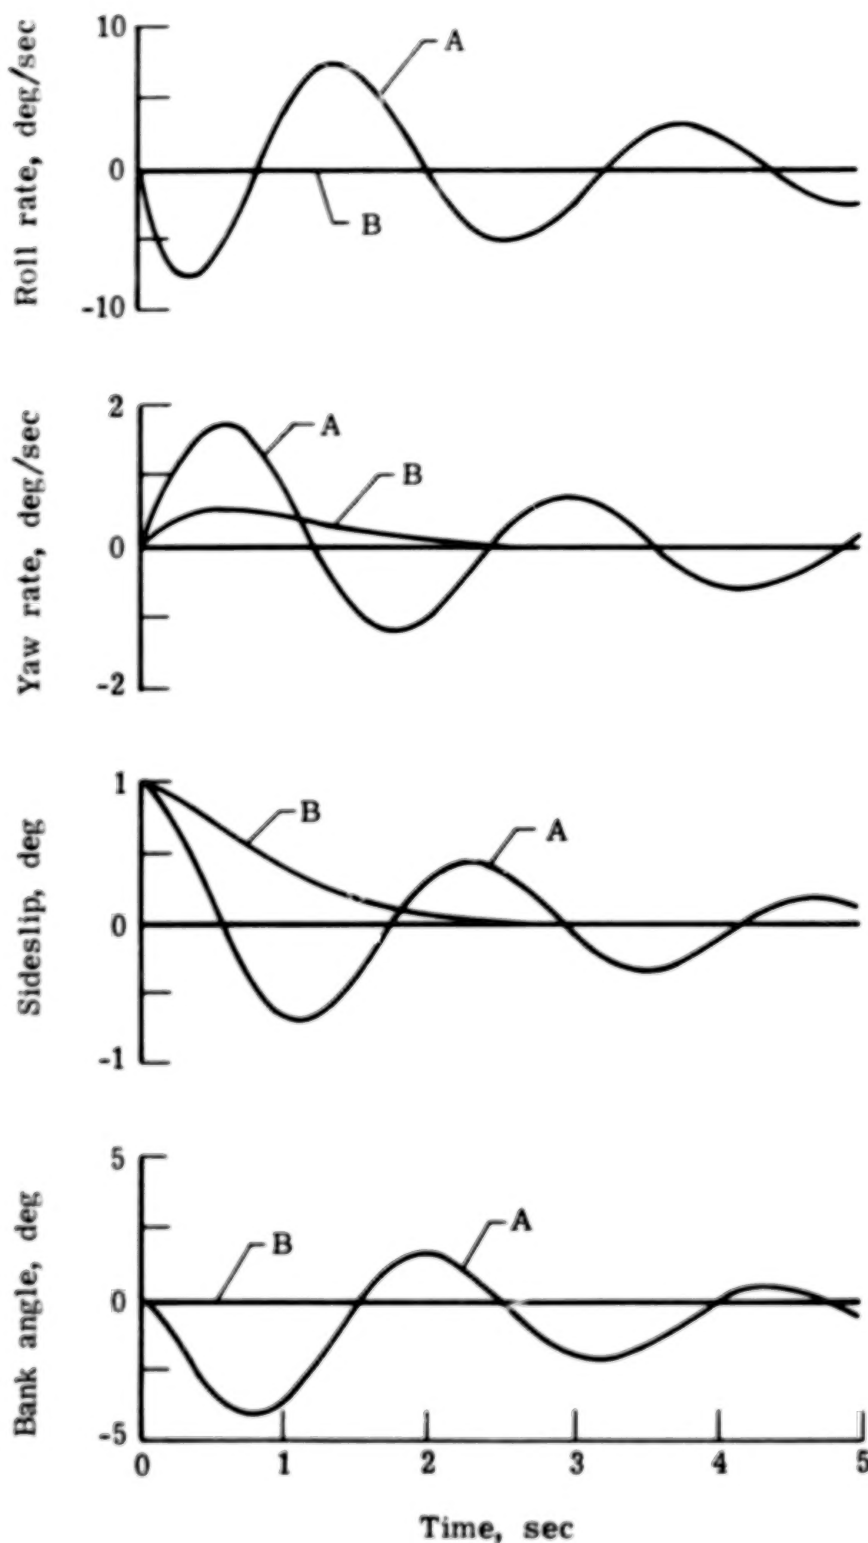 Roll rate, deg/sec
10
0
-10
A
B
Yaw rate, deg/sec
2
0
-2
A
B
Sideslip, deg
1
0
-1
B
A
Bank angle, deg
5
0
-5
B
A
0 1 2 3 4 5
Time, sec